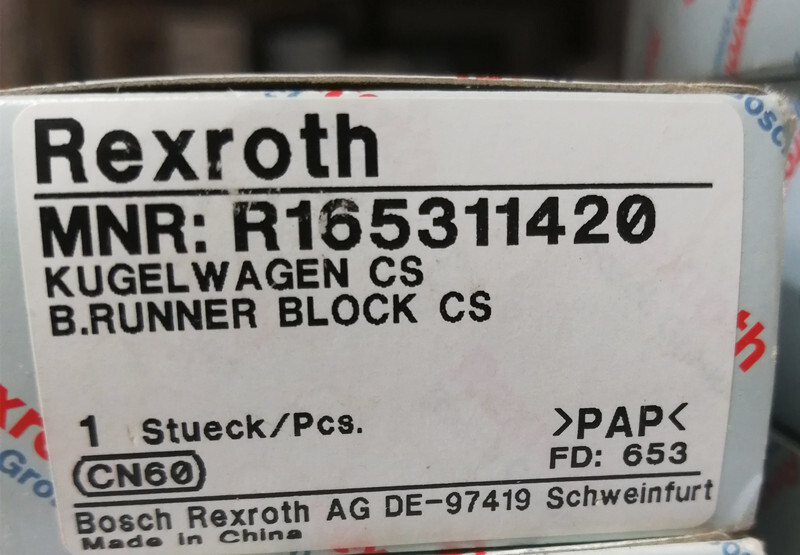 Rexroth
MNR: R165311420
KUGELWAGEN CS
B.RUNNER BLOCK CS
1 Stueck/Pcs.
>PAP<
CN60
FD: 653
Bosch Rexroth AG DE-97419 Schweinfurt
Made in China